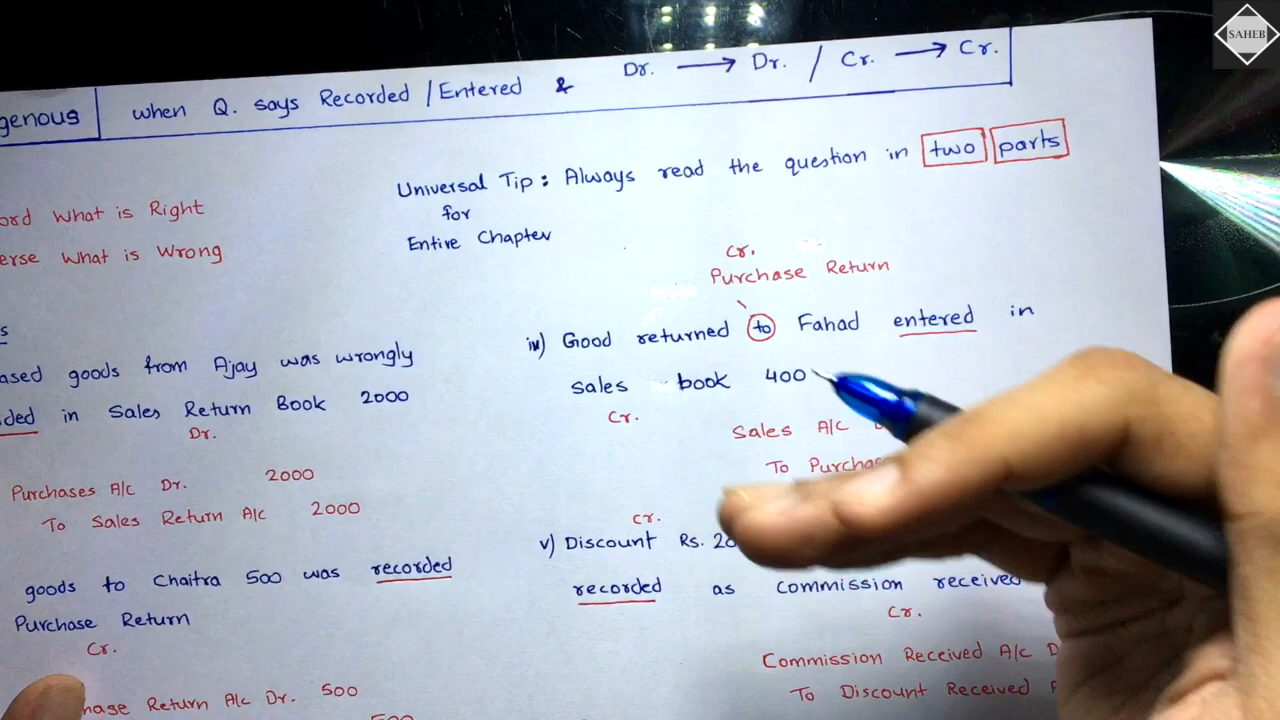 SAHEB
genous when Q. says Recorded / Entered & Dr. → Dr. / Cr. → Cr.
Universal Tip : Always read the question in two parts
for
Entire Chapter
ord What is Right
erse What is Wrong
s
ased goods from Ajay was wrongly
ded in Sales Return Book 2000
Dr.
Purchases A/c Dr. 2000
To Sales Return A/c 2000
goods to Chaitra 500 was recorded
Purchase Return
Cr.
hase Return A/c Dr. 500
500
Cr.
Purchase Return
iv) Good returned to Fahad entered in
sales book 400
Cr.
Sales A/c D
To Purchas
Cr.
v) Discount Rs. 20
recorded as commission received
Cr.
Commission Received A/c D
To Discount Received